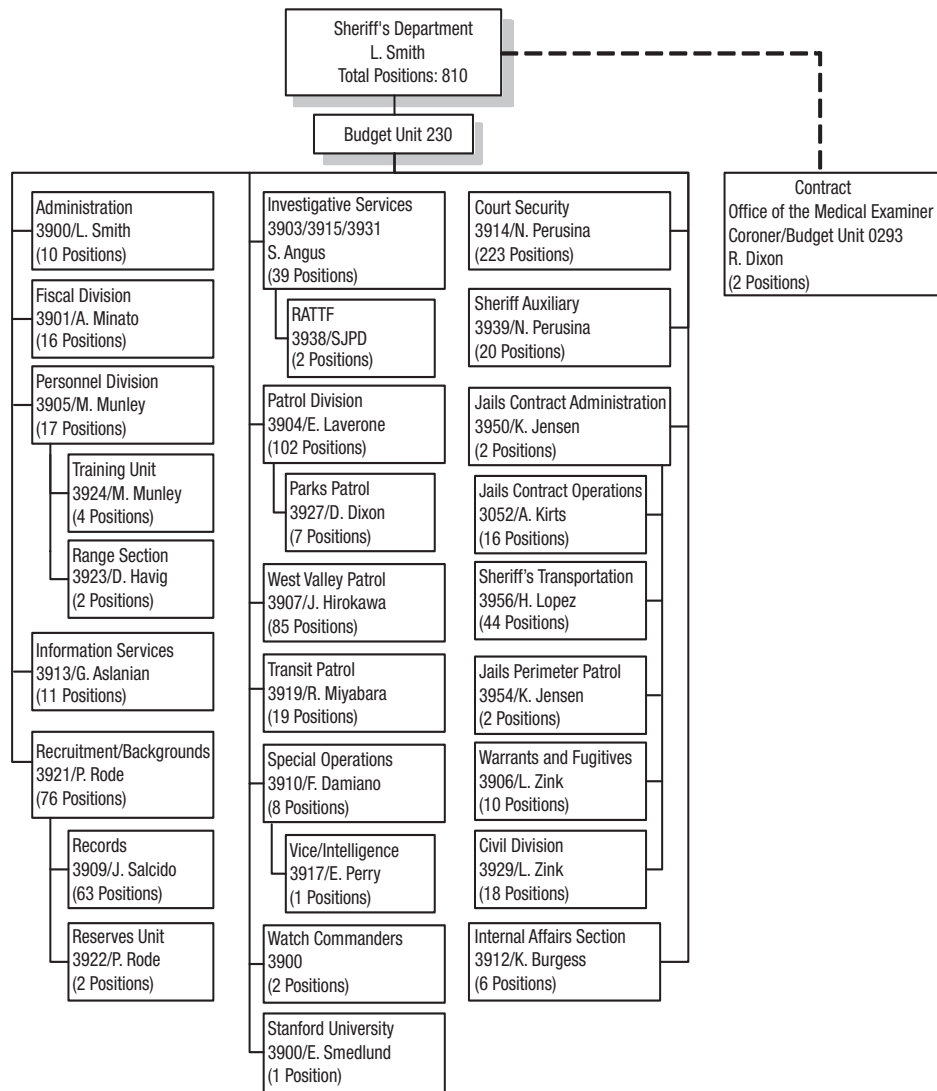 Sheriff's Department
L. Smith
Total Positions: 810
Budget Unit 230
Contract
Office of the Medical Examiner
Coroner/Budget Unit 0293
R. Dixon
(2 Positions)
Administration
3900/L. Smith
(10 Positions)
Fiscal Division
3901/A. Minato
(16 Positions)
Personnel Division
3905/M. Munley
(17 Positions)
Training Unit
3924/M. Munley
(4 Positions)
Range Section
3923/D. Havig
(2 Positions)
Information Services
3913/G. Aslanian
(11 Positions)
Recruitment/Backgrounds
3921/P. Rode
(76 Positions)
Records
3909/J. Salcido
(63 Positions)
Reserves Unit
3922/P. Rode
(2 Positions)
Investigative Services
3903/3915/3931
S. Angus
(39 Positions)
RATTF
3938/SJPD
(2 Positions)
Patrol Division
3904/E. Laverone
(102 Positions)
Parks Patrol
3927/D. Dixon
(7 Positions)
West Valley Patrol
3907/J. Hirokawa
(85 Positions)
Transit Patrol
3919/R. Miyabara
(19 Positions)
Special Operations
3910/F. Damiano
(8 Positions)
Vice/Intelligence
3917/E. Perry
(1 Positions)
Watch Commanders
3900
(2 Positions)
Stanford University
3900/E. Smedlund
(1 Position)
Court Security
3914/N. Perusina
(223 Positions)
Sheriff Auxiliary
3939/N. Perusina
(20 Positions)
Jails Contract Administration
3950/K. Jensen
(2 Positions)
Jails Contract Operations
3052/A. Kirts
(16 Positions)
Sheriff’s Transportation
3956/H. Lopez
(44 Positions)
Jails Perimeter Patrol
3954/K. Jensen
(2 Positions)
Warrants and Fugitives
3906/L. Zink
(10 Positions)
Civil Division
3929/L. Zink
(18 Positions)
Internal Affairs Section
3912/K. Burgess
(6 Positions)